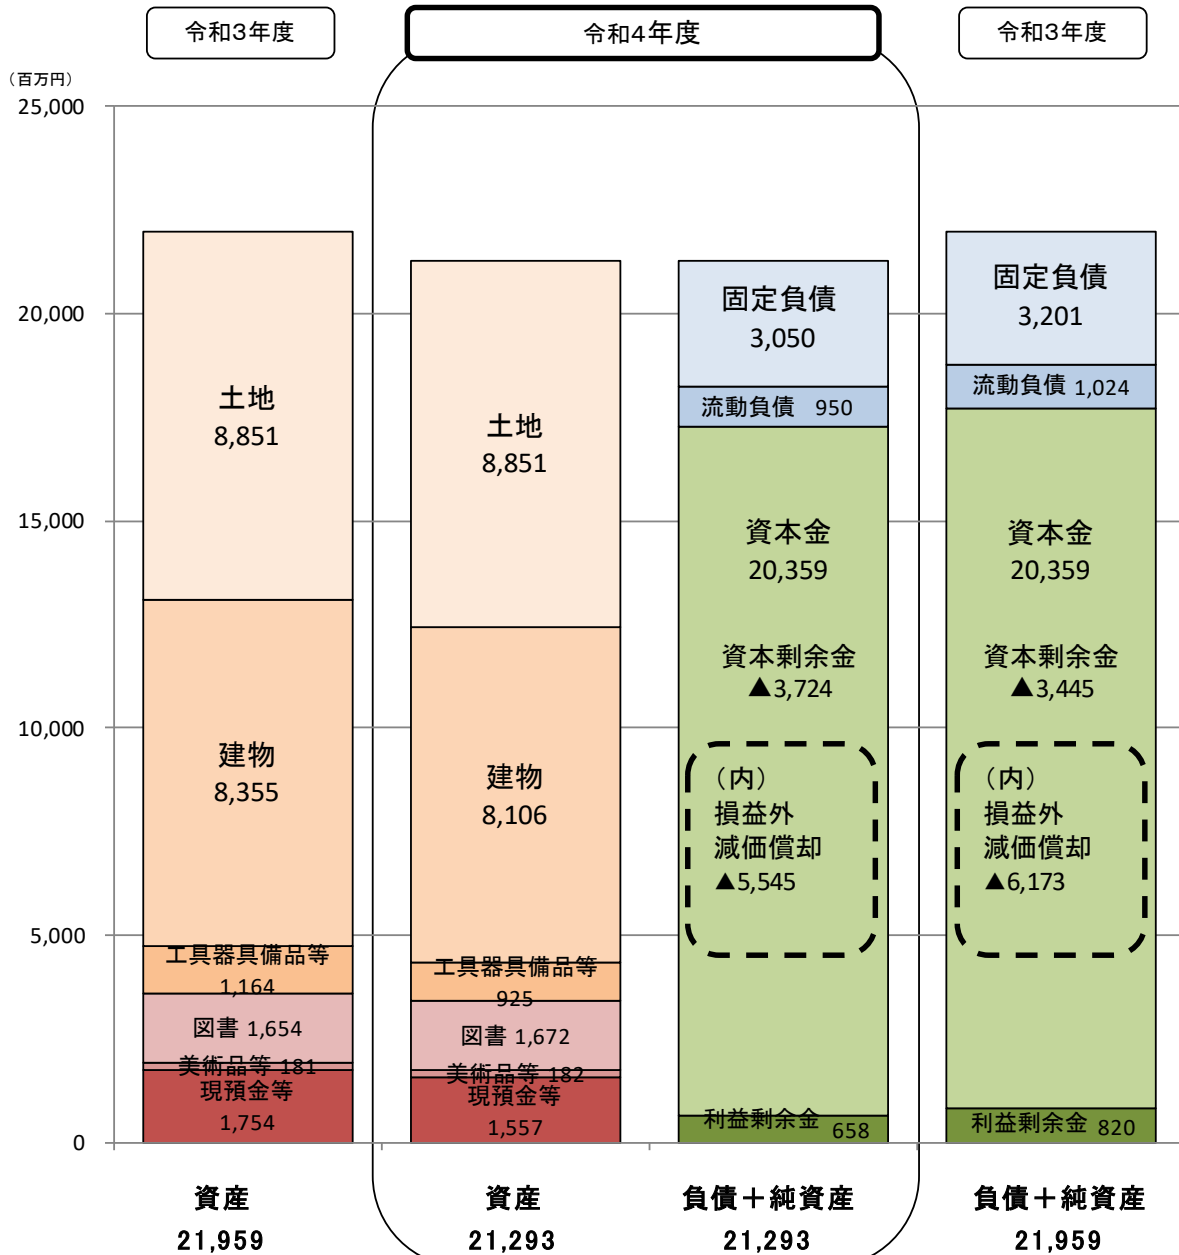 令和3年度
令和4年度
令和3年度
（百万円）
25,000
20,000
15,000
10,000
5,000
0
土地
8,851
建物
8,355
工具器具備品等
1,164
図書 1,654
美術品等 181
現預金等
1,754
土地
8,851
建物
8,106
工具器具備品等
925
図書 1,672
美術品等 182
現預金等
1,557
固定負債
3,050
流動負債 950
資本金
20,359
資本剰余金
▲3,724
（内）
損益外
減価償却
▲5,545
利益剰余金 658
固定負債
3,201
流動負債 1,024
資本金
20,359
資本剰余金
▲3,445
（内）
損益外
減価償却
▲6,173
利益剰余金 820
資産
21,959
資産
21,293
負債＋純資産
21,293
負債＋純資産
21,959